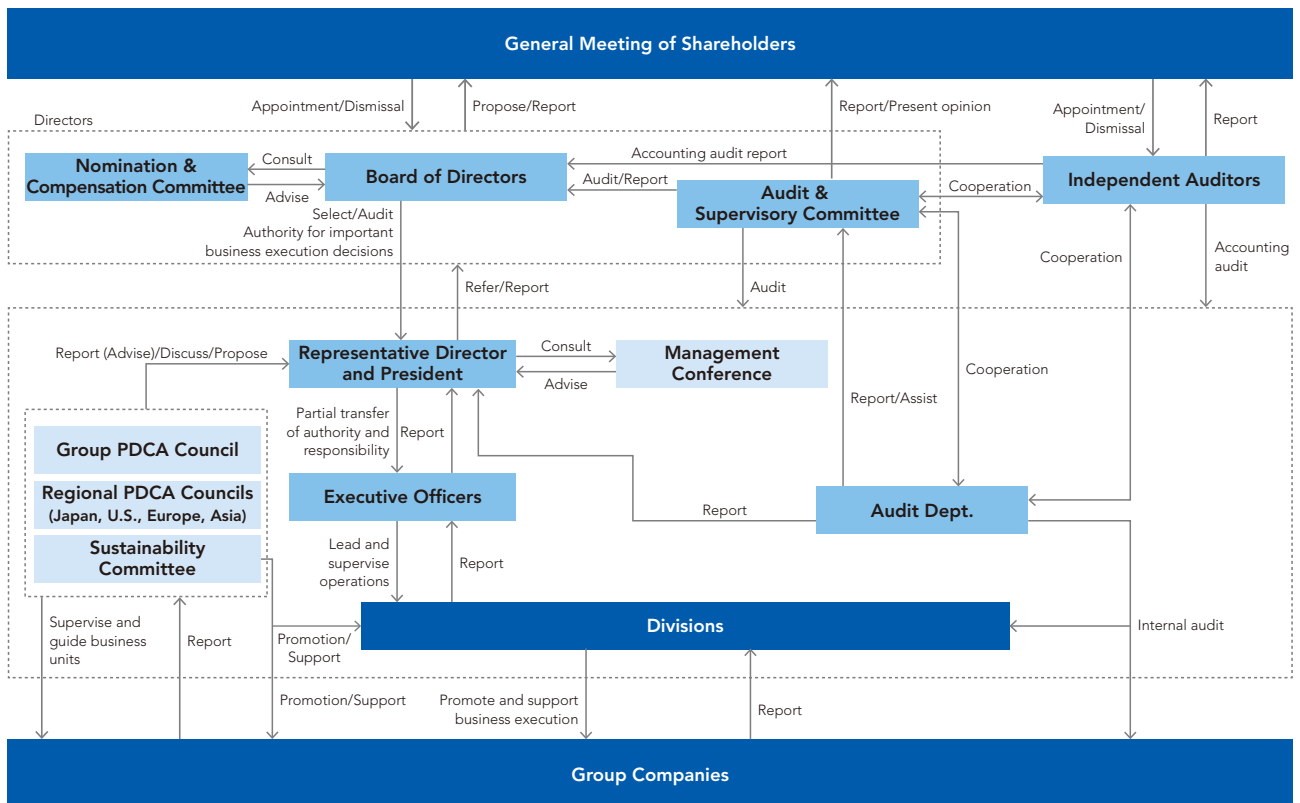 General Meeting of Shareholders
Appointment/Dismissal
Propose/Report
Report/Present opinion
Appointment/
Dismissal
Report
Directors
Nomination &
Compensation Committee
Consult
Advise
Board of Directors
Accounting audit report
Audit/Report
Audit &
Supervisory Committee
Cooperation
Independent Auditors
Select/Audit
Authority for important
business execution decisions
Refer/Report
Audit
Cooperation
Accounting
audit
Report (Advise)/Discuss/Propose
Representative Director
and President
Consult
Advise
Management
Conference
Report/Assist
Cooperation
Group PDCA Council
Regional PDCA Councils
(Japan, U.S., Europe, Asia)
Sustainability
Committee
Partial transfer
of authority and
responsibility
Report
Executive Officers
Report
Audit Dept.
Lead and
supervise
operations
Report
Divisions
Supervise and
guide business
units
Report
Promotion/
Support
Internal audit
Promotion/Support
Promote and support
business execution
Report
Group Companies